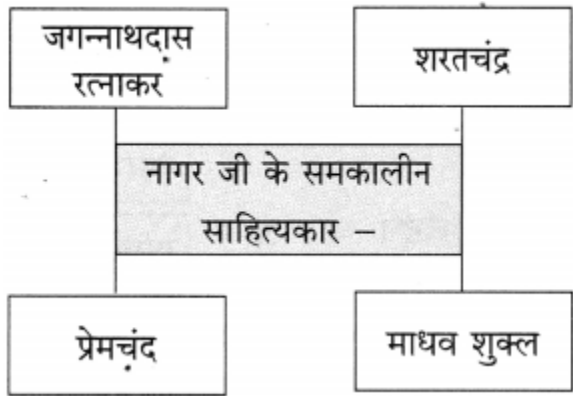 जगन्नाथदास
रत्नाकर
शरतचंद्र
नागर जी के समकालीन
साहित्यकार –
प्रेमचंद
माधव शुक्ल